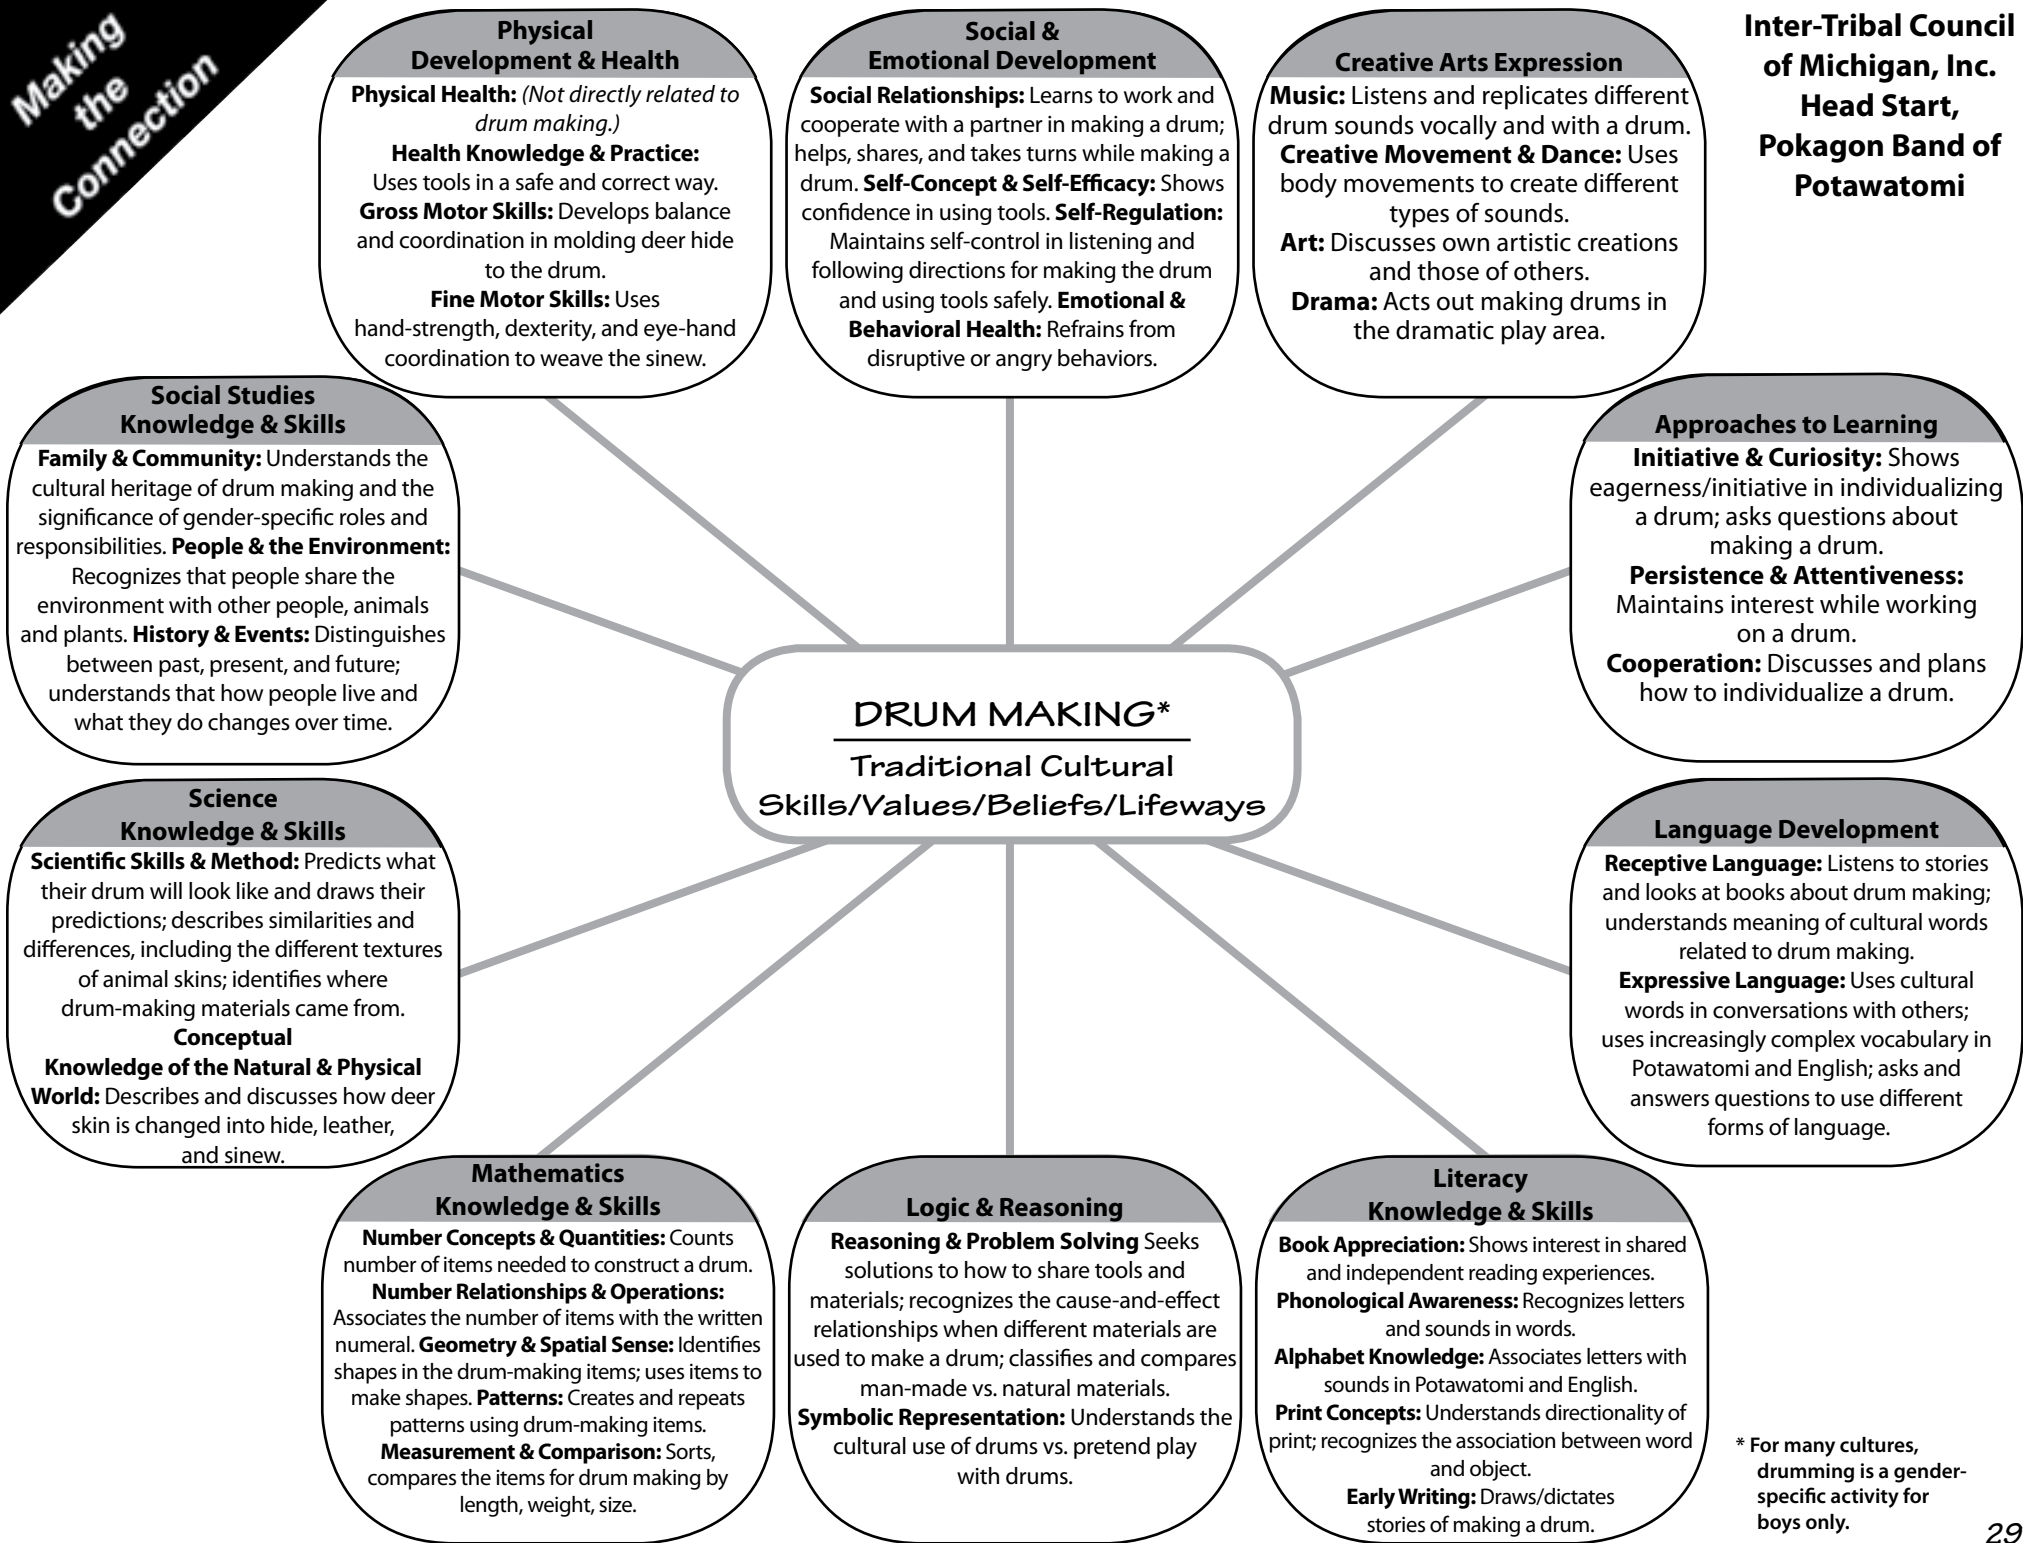 Making
the
Connection
Physical
Development & Health
Physical Health: (Not directly related to
drum making.)
Health Knowledge & Practice:
Uses tools in a safe and correct way.
Gross Motor Skills: Develops balance
and coordination in molding deer hide
to the drum.
Fine Motor Skills: Uses
hand-strength, dexterity, and eye-hand
coordination to weave the sinew.
Social &
Emotional Development
Social Relationships: Learns to work and
cooperate with a partner in making a drum;
helps, shares, and takes turns while making a
drum. Self-Concept & Self-Efficacy: Shows
confidence in using tools. Self-Regulation:
Maintains self-control in listening and
following directions for making the drum
and using tools safely. Emotional &
Behavioral Health: Refrains from
disruptive or angry behaviors.
Creative Arts Expression
Music: Listens and replicates different
drum sounds vocally and with a drum.
Creative Movement & Dance: Uses
body movements to create different
types of sounds.
Art: Discusses own artistic creations
and those of others.
Drama: Acts out making drums in
the dramatic play area.
Inter-Tribal Council
of Michigan, Inc.
Head Start,
Pokagon Band of
Potawatomi
Social Studies
Knowledge & Skills
Family & Community: Understands the
cultural heritage of drum making and the
significance of gender-specific roles and
responsibilities. People & the Environment:
Recognizes that people share the
environment with other people, animals
and plants. History & Events: Distinguishes
between past, present, and future;
understands that how people live and
what they do changes over time.
Approaches to Learning
Initiative & Curiosity: Shows
eagerness/initiative in individualizing
a drum; asks questions about
making a drum.
Persistence & Attentiveness:
Maintains interest while working
on a drum.
Cooperation: Discusses and plans
how to individualize a drum.
DRUM MAKING*
Traditional Cultural
Skills/Values/Beliefs/Lifeways
Science
Knowledge & Skills
Scientific Skills & Method: Predicts what
their drum will look like and draws their
predictions; describes similarities and
differences, including the different textures
of animal skins; identifies where
drum-making materials came from.
Conceptual
Knowledge of the Natural & Physical
World: Describes and discusses how deer
skin is changed into hide, leather,
and sinew.
Language Development
Receptive Language: Listens to stories
and looks at books about drum making;
understands meaning of cultural words
related to drum making.
Expressive Language: Uses cultural
words in conversations with others;
uses increasingly complex vocabulary in
Potawatomi and English; asks and
answers questions to use different
forms of language.
Mathematics
Knowledge & Skills
Number Concepts & Quantities: Counts
number of items needed to construct a drum.
Number Relationships & Operations:
Associates the number of items with the written
numeral. Geometry & Spatial Sense: Identifies
shapes in the drum-making items; uses items to
make shapes. Patterns: Creates and repeats
patterns using drum-making items.
Measurement & Comparison: Sorts,
compares the items for drum making by
length, weight, size.
Logic & Reasoning
Reasoning & Problem Solving Seeks
solutions to how to share tools and
materials; recognizes the cause-and-effect
relationships when different materials are
used to make a drum; classifies and compares
man-made vs. natural materials.
Symbolic Representation: Understands the
cultural use of drums vs. pretend play
with drums.
Literacy
Knowledge & Skills
Book Appreciation: Shows interest in shared
and independent reading experiences.
Phonological Awareness: Recognizes letters
and sounds in words.
Alphabet Knowledge: Associates letters with
sounds in Potawatomi and English.
Print Concepts: Understands directionality of
print; recognizes the association between word
and object.
Early Writing: Draws/dictates
stories of making a drum.
* For many cultures,
drumming is a gender-
specific activity for
boys only.
29